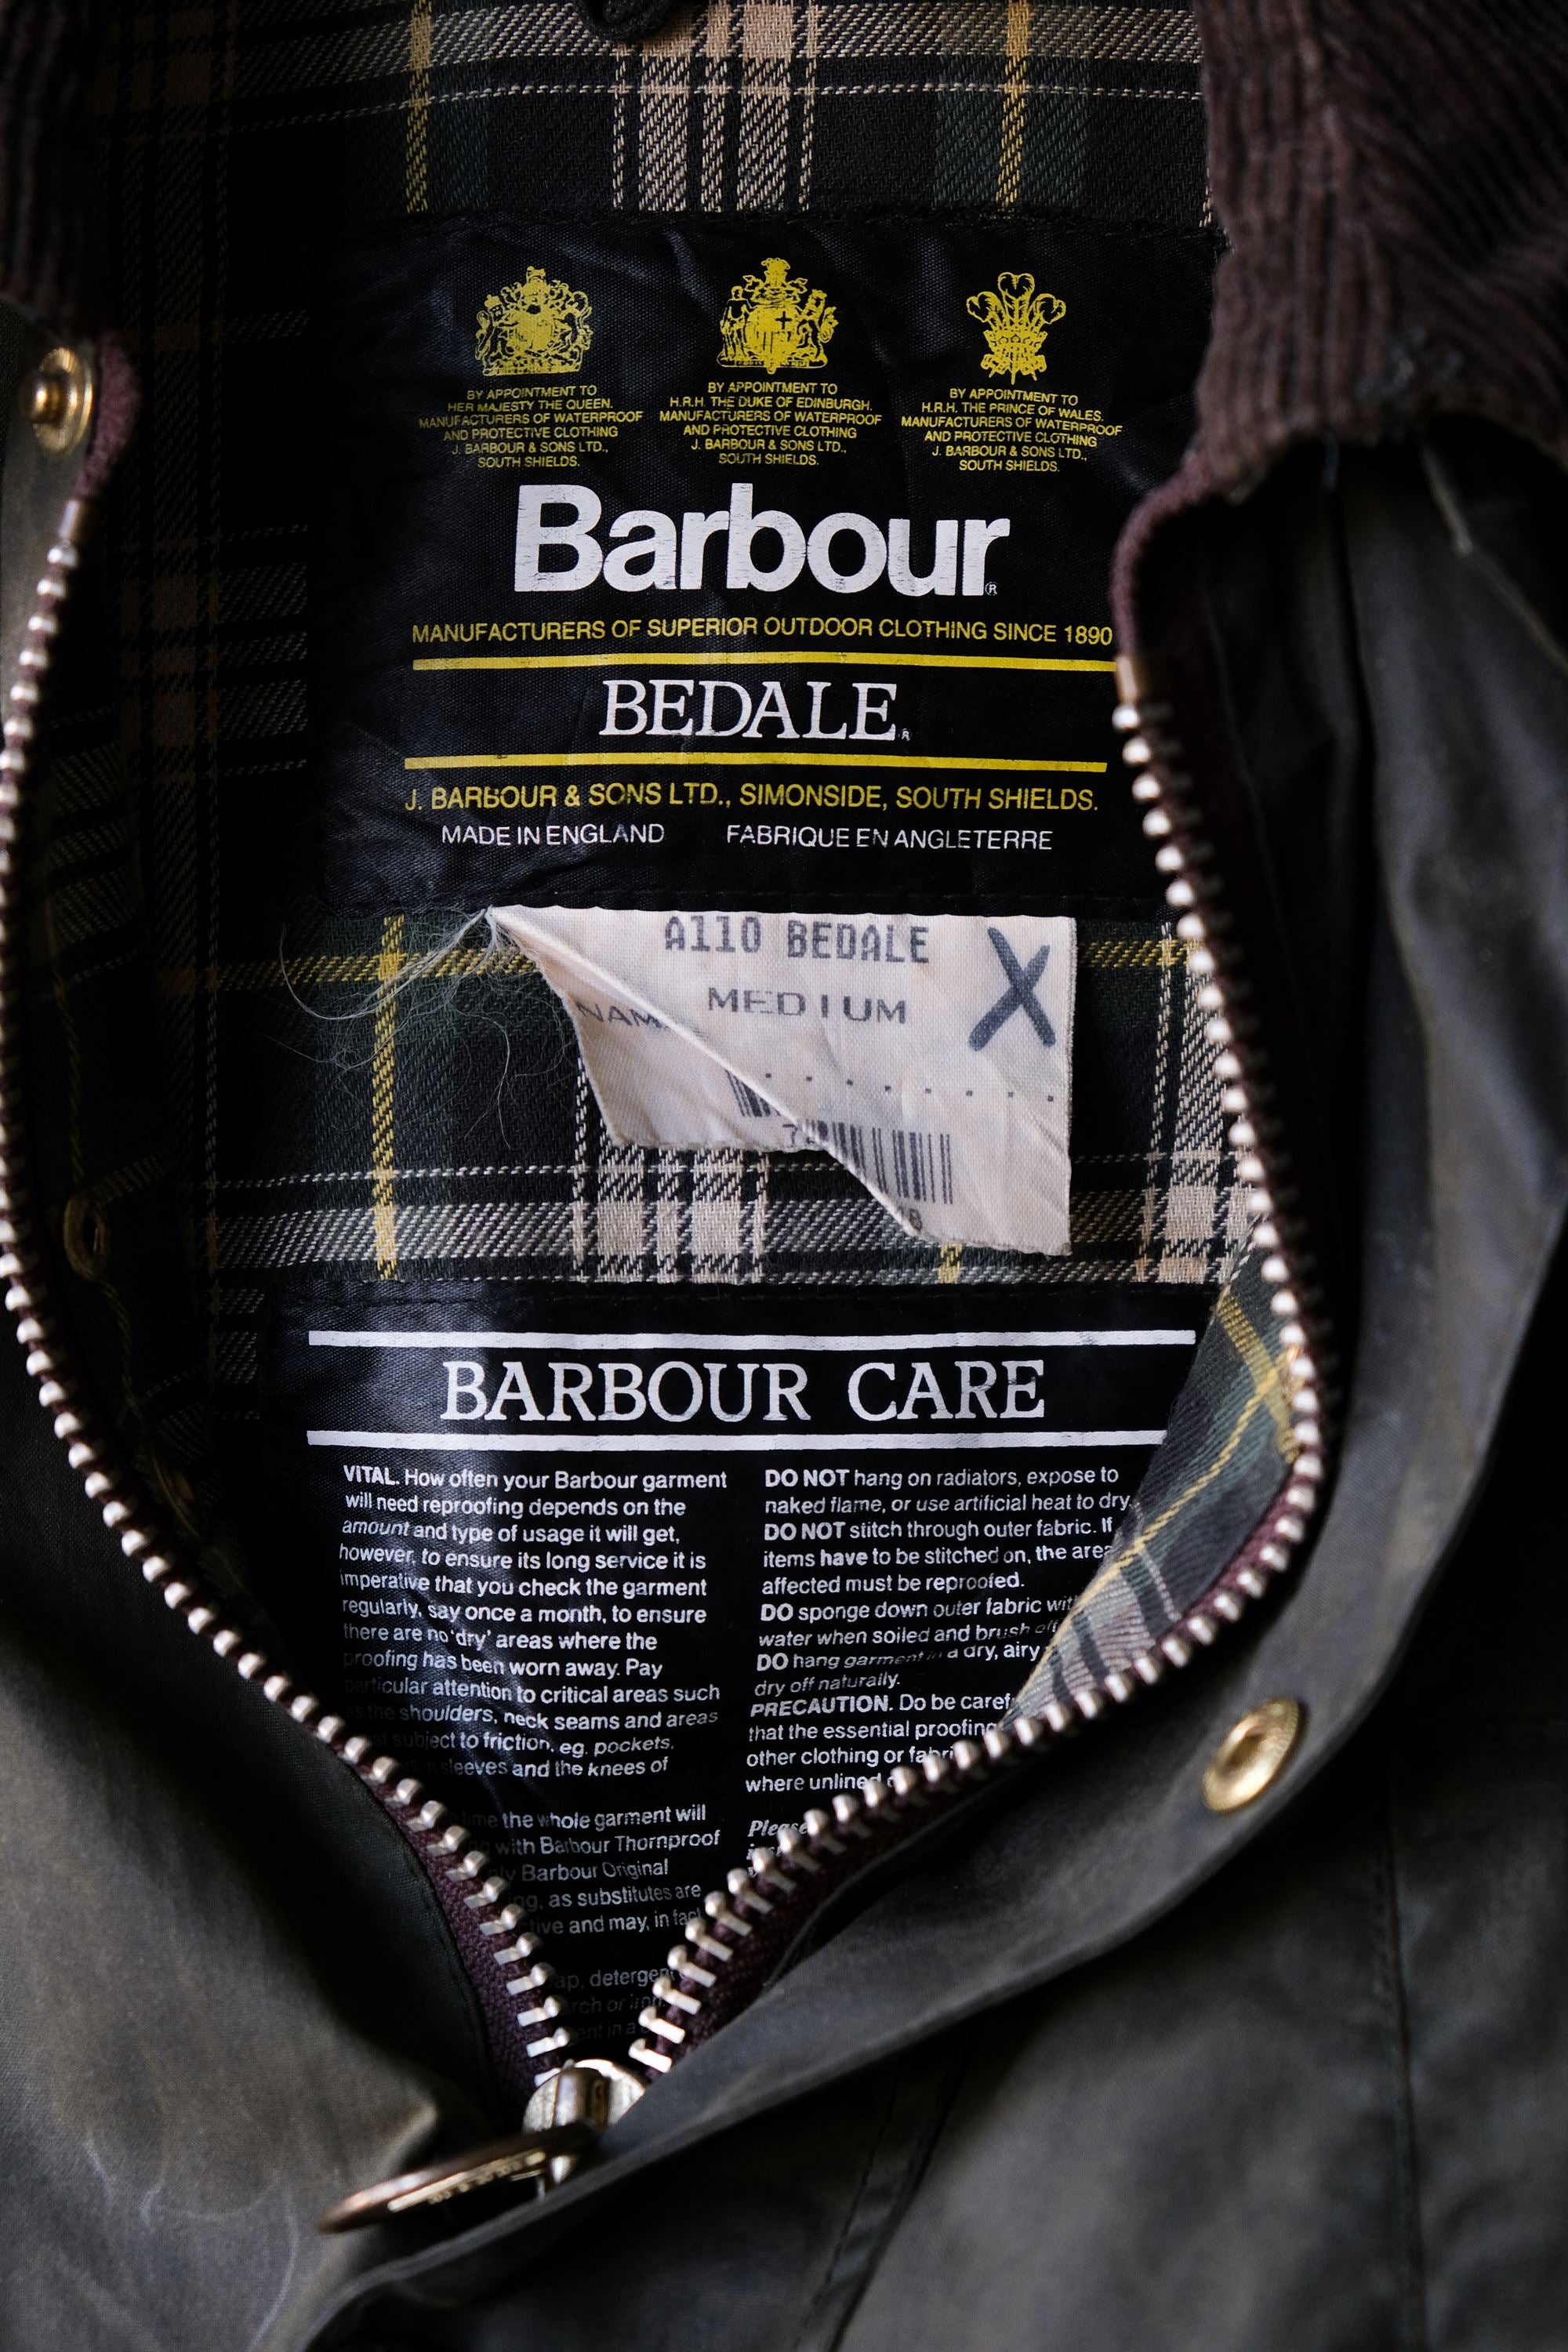 BY APPOINTMENT TO
HER MAJESTY THE QUEEN.
MANUFACTURERS OF WATERPROOF
AND PROTECTIVE CLOTHING
J. BARBOUR & SONS LTD.,
SOUTH SHIELDS.
BY APPOINTMENT TO
H.R.H. THE DUKE OF EDINBURGH.
MANUFACTURERS OF WATERPROOF
AND PROTECTIVE CLOTHING
J. BARBOUR & SONS LTD.,
SOUTH SHIELDS.
BY APPOINTMENT TO
H.R.H. THE PRINCE OF WALES.
MANUFACTURERS OF WATERPROOF
AND PROTECTIVE CLOTHING
J. BARBOUR & SONS LTD.,
SOUTH SHIELDS.
Barbour®
MANUFACTURERS OF SUPERIOR OUTDOOR CLOTHING SINCE 1890
BEDALE®
J. BARBOUR & SONS LTD., SIMONSIDE, SOUTH SHIELDS.
MADE IN ENGLAND FABRIQUE EN ANGLETERRE
A110 BEDALE
MEDIUM
X
NAM
7
BARBOUR CARE
VITAL. How often your Barbour garment
will need reproofing depends on the
amount and type of usage it will get,
however, to ensure its long service it is
imperative that you check the garment
regularly, say once a month, to ensure
there are no 'dry' areas where the
proofing has been worn away. Pay
particular attention to critical areas such
as the shoulders, neck seams and areas
subject to friction, eg. pockets,
sleeves and the knees of
time the whole garment will
with Barbour Thornproof
Barbour Original
as substitutes are
and may, in fact
detergent
or iron
in a
DO NOT hang on radiators, expose to
naked flame, or use artificial heat to dry.
DO NOT stitch through outer fabric. If
items have to be stitched on, the area
affected must be reproofed.
DO sponge down outer fabric with
water when soiled and brush off
DO hang garment in a dry, airy
dry off naturally.
PRECAUTION. Do be careful
that the essential proofing
other clothing or fabri
where unlined
Please